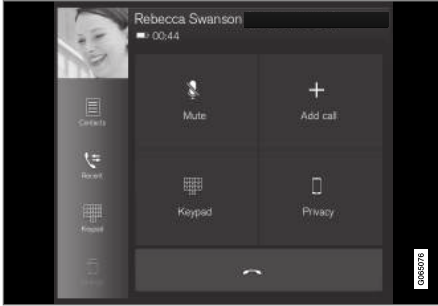 Rebecca Swanson
00:44
Mute
Add call
Contacts
Recent
Keypad
Privacy
Keypad
G065076